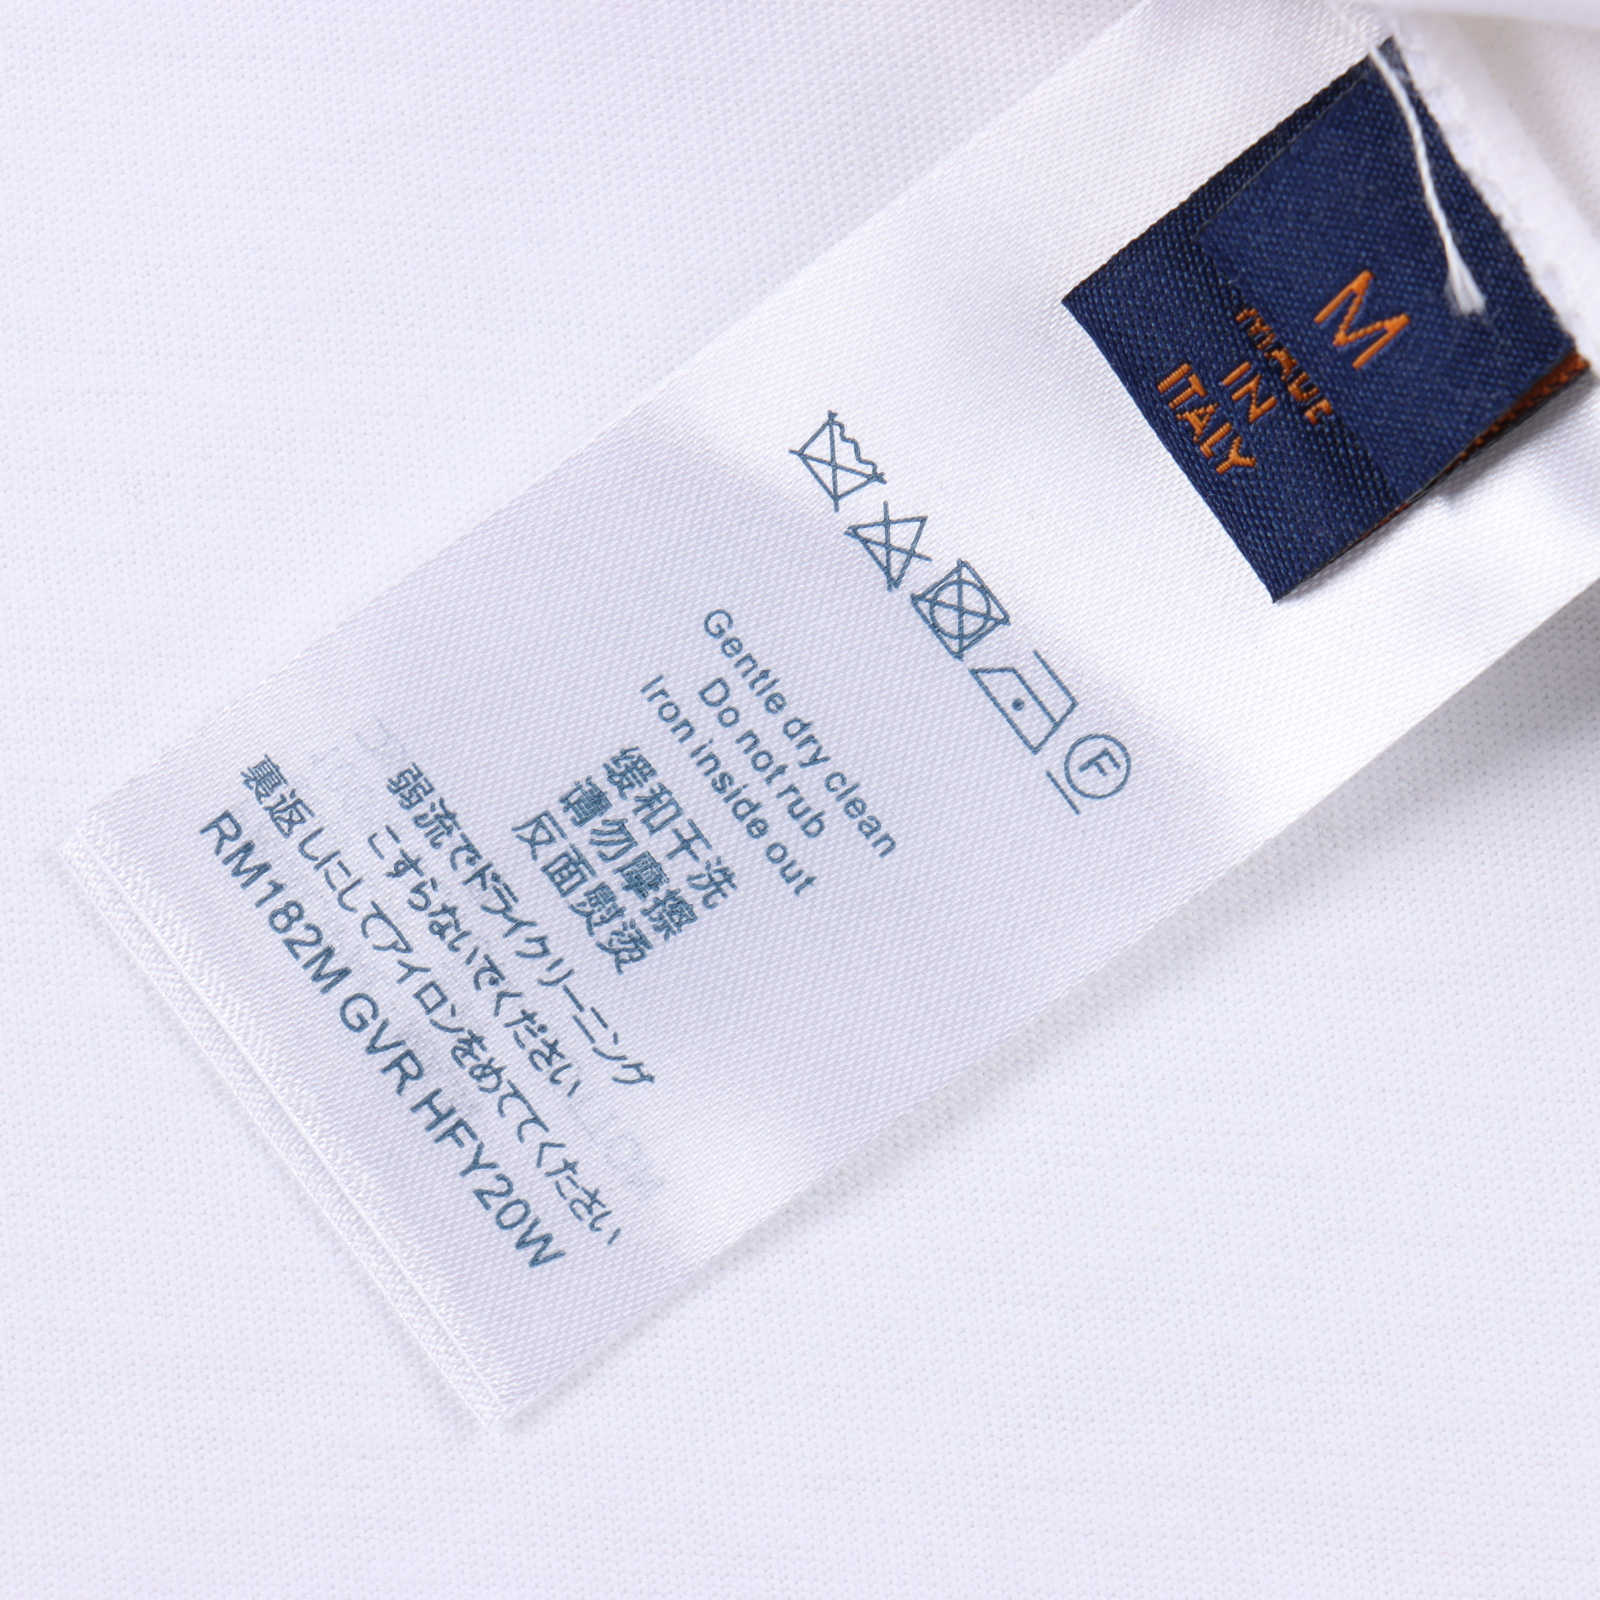 M
MADE
IN
ITALY
F
Gentle dry clean
Do not rub
Iron inside out
缓和干洗
请勿摩擦
反面熨烫
弱流でドライクリーニング
こすらないでください
裏返しにしてアイロンをめててくたさい
RM182M GVR HFY20W